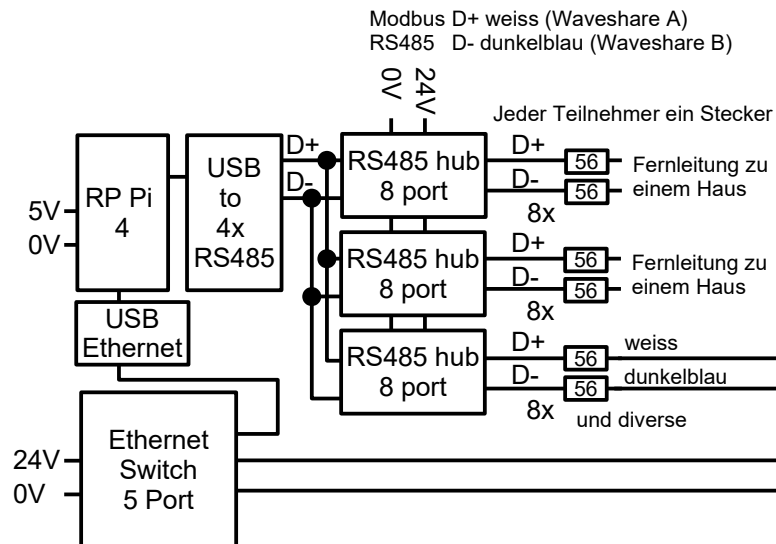 Modbus D+ weiss (Waveshare A)
RS485 D- dunkelblau (Waveshare B)
0V
24V
Jeder Teilnehmer ein Stecker
RP Pi
4
5V
0V
USB
to
4x
RS485
D+
D-
RS485 hub
8 port
D+
56
D-
56
8x
Fernleitung zu
einem Haus
RS485 hub
8 port
D+
56
D-
56
8x
Fernleitung zu
einem Haus
RS485 hub
8 port
D+
56
weiss
D-
56
dunkelblau
8x
und diverse
USB
Ethernet
Ethernet
Switch
5 Port
24V
0V